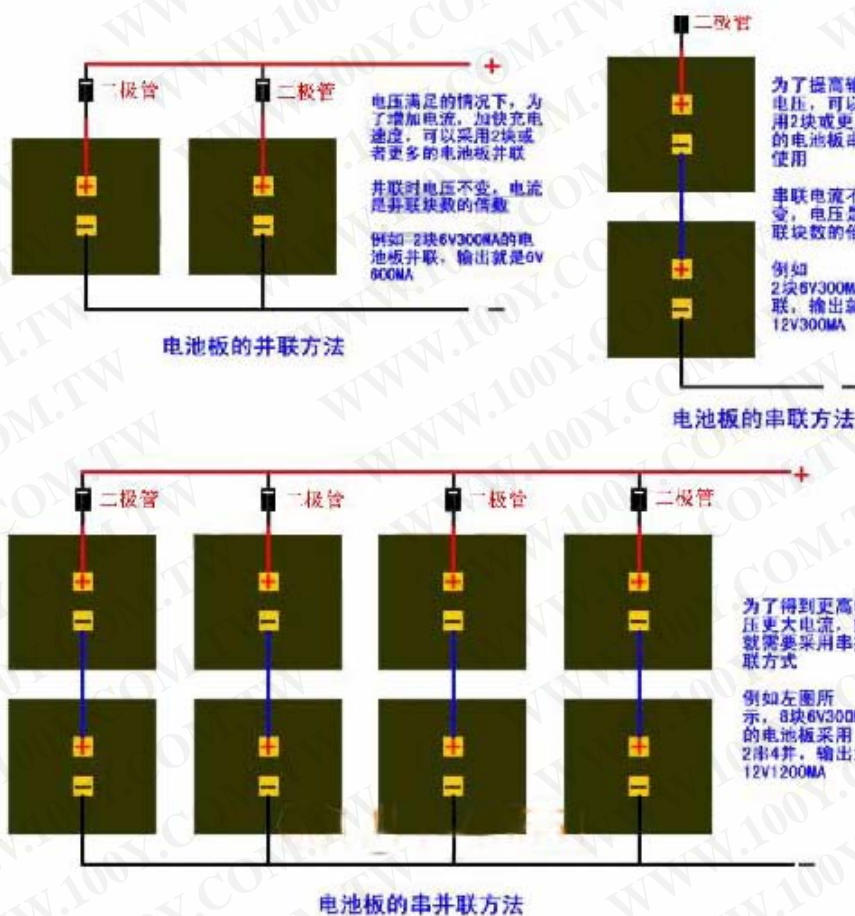 二极管
二极管
+
电压满足的情况下，为
了增加电流，加快充电
速度，可以采用2块或
者更多的电池板并联
并联时电压不变，电流
是并联块数的倍数
例如 2块6V300MA的电
池板并联，输出就是6V
600MA
+
−
+
−
−
电池板的并联方法
二极管
为了提高输
电压，可以
用2块或更
的电池板串
使用
串联电流不
变，电压是
联块数的倍
例如
2块6V300M
联，输出就
12V300MA
+
−
+
−
−
电池板的串联方法
二极管
二极管
二极管
二极管
+
+
−
+
−
+
−
+
−
+
−
+
−
+
−
+
−
−
为了得到更高
压更大电流，
就需要采用串
联方式
例如左图所
示，8块6V300
的电池板采用
2串4并，输出
12V1200MA
电池板的串并联方法
WWW.100Y.COM.TW